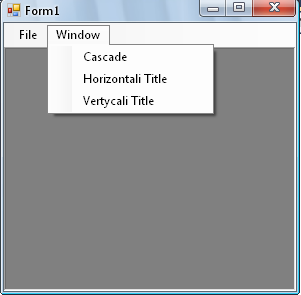 Form1
File Window
Cascade
Horizontali Title
Vertycali Title